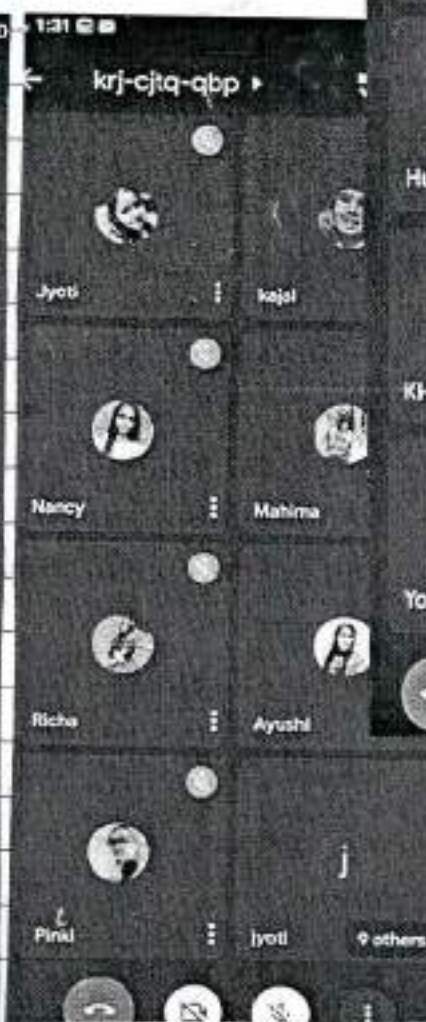 1:31
krj-cjtq-qbp
Jyoti
kajal
Nancy
Mahima
Richa
Ayushi
Pinki
j
jyoti
9 others